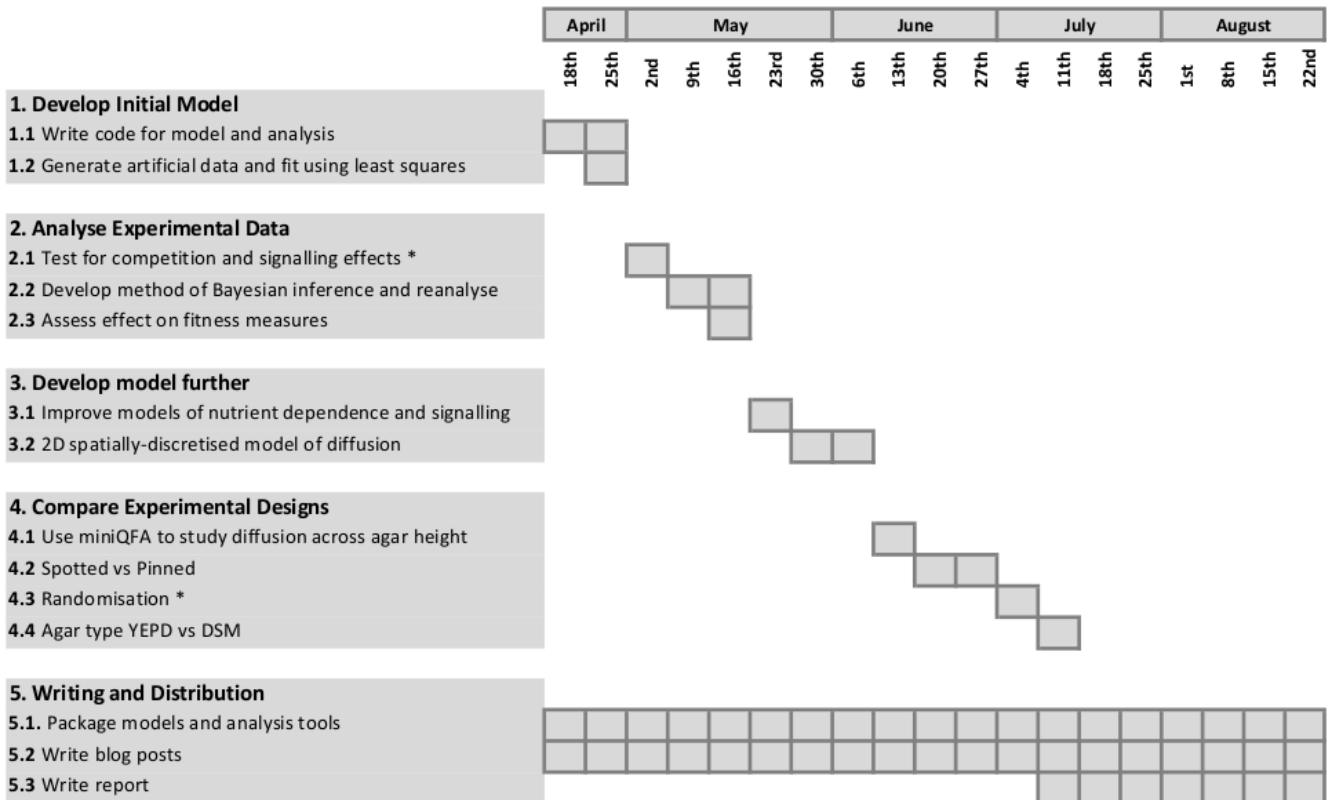 April May June July August
18th 25th 2nd 9th 16th 23rd 30th 6th 13th 20th 27th 4th 11th 18th 25th 1st 8th 15th 22nd
1. Develop Initial Model
1.1 Write code for model and analysis
1.2 Generate artificial data and fit using least squares
2. Analyse Experimental Data
2.1 Test for competition and signalling effects *
2.2 Develop method of Bayesian inference and reanalyse
2.3 Assess effect on fitness measures
3. Develop model further
3.1 Improve models of nutrient dependence and signalling
3.2 2D spatially-discretised model of diffusion
4. Compare Experimental Designs
4.1 Use miniQFA to study diffusion across agar height
4.2 Spotted vs Pinned
4.3 Randomisation *
4.4 Agar type YEPD vs DSM
5. Writing and Distribution
5.1. Package models and analysis tools
5.2 Write blog posts
5.3 Write report